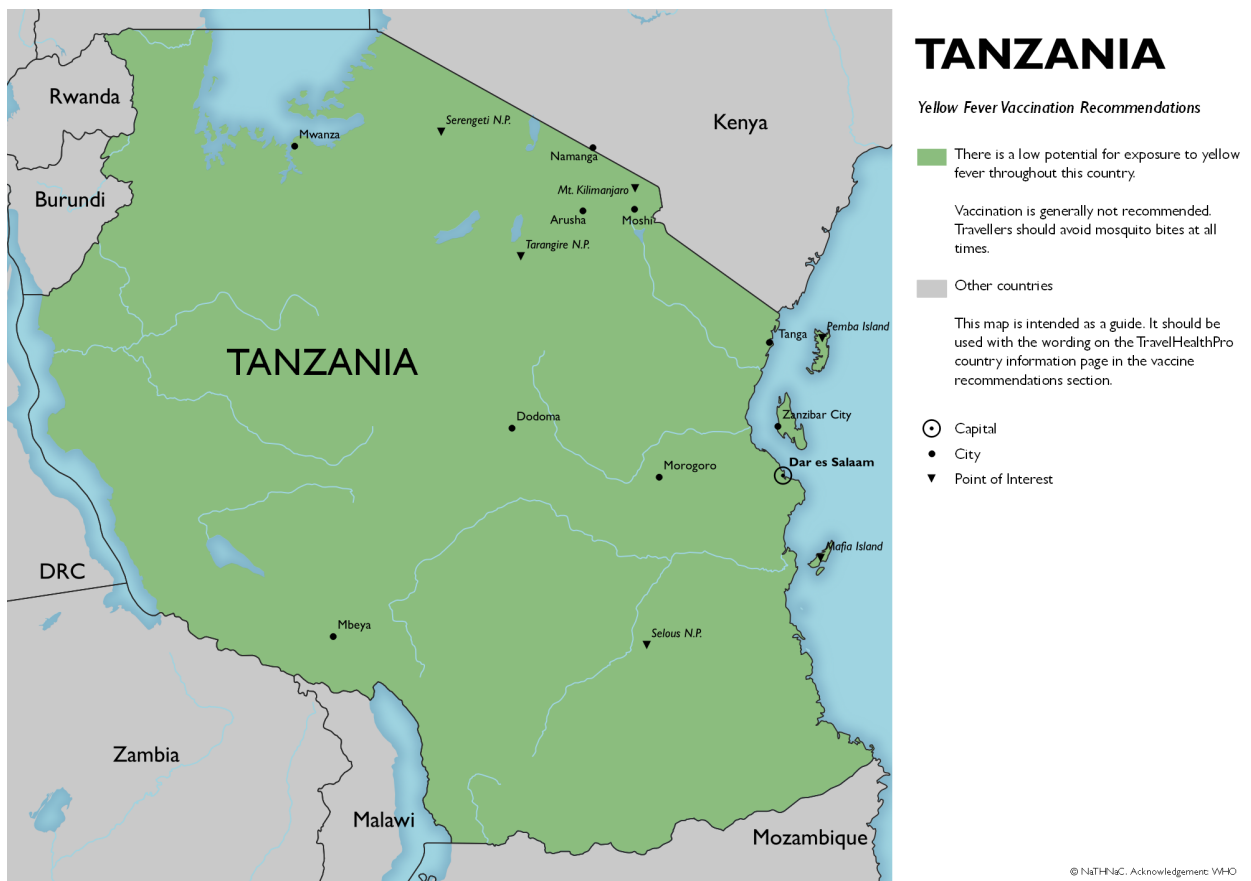 TANZANIA
Yellow Fever Vaccination Recommendations
There is a low potential for exposure to yellow
fever throughout this country.
Vaccination is generally not recommended.
Travellers should avoid mosquito bites at all
times.
Other countries
This map is intended as a guide. It should be
used with the wording on the TravelHealthPro
country information page in the vaccine
recommendations section.
Capital
City
Point of Interest
Rwanda
Kenya
Serengeti N.P.
Mwanza
Namanga
Burundi
Mt. Kilimanjaro
Arusha
Moshi
Tarangire N.P.
Pemba Island
Tanga
TANZANIA
Dodoma
Zanzibar City
Morogoro
Dar es Salaam
Mafia Island
DRC
Mbeya
Selous N.P.
Zambia
Malawi
Mozambique
© NaTHNaC. Acknowledgement: WHO